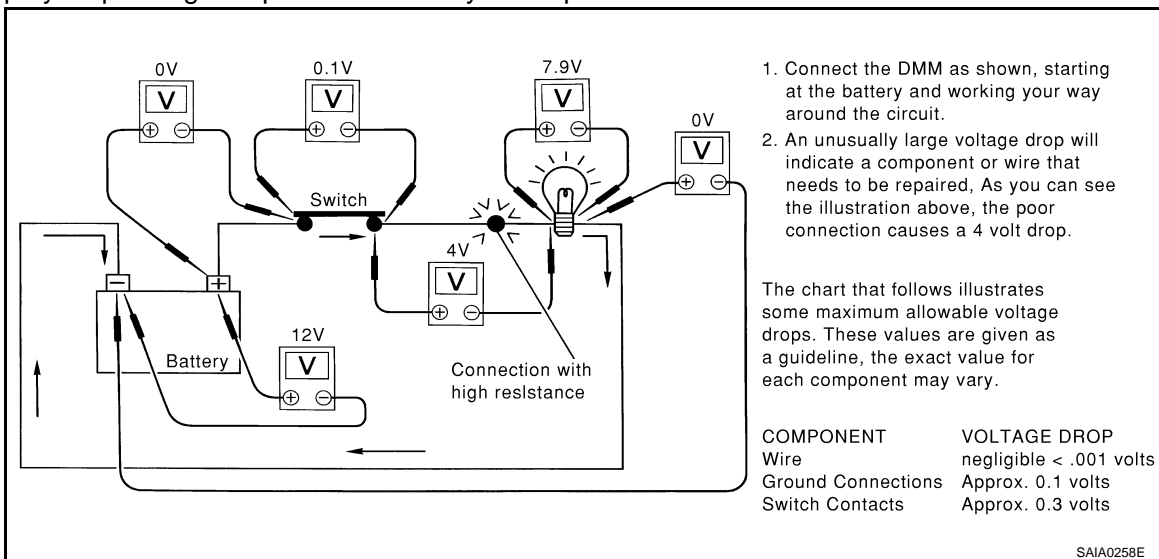 0V
0.1V
7.9V
0V
V
V
V
V
Switch
4V
V
Battery
12V
V
Connection with
high reslstance
1. Connect the DMM as shown, starting
at the battery and working your way
around the circuit.
2. An unusually large voltage drop will
indicate a component or wire that
needs to be repaired, As you can see
the illustration above, the poor
connection causes a 4 volt drop.
The chart that follows illustrates
some maximum allowable voltage
drops. These values are given as
a guideline, the exact value for
each component may vary.
COMPONENT VOLTAGE DROP
Wire negligible < .001 volts
Ground Connections Approx. 0.1 volts
Switch Contacts Approx. 0.3 volts
SAIA0258E